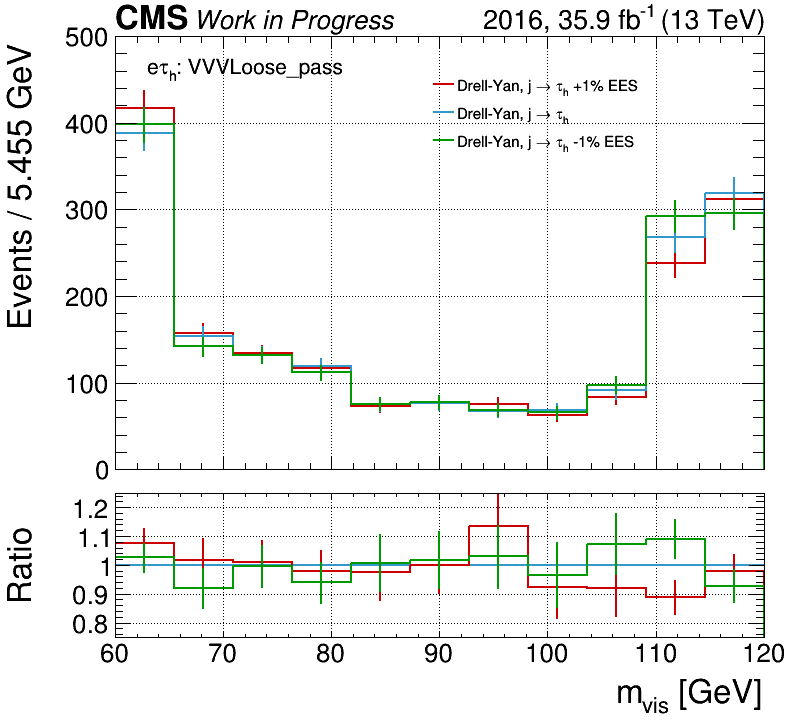 CMS Work in Progress 2016, 35.9 fb⁻¹ (13 TeV)
eτₕ: VVVLoose_pass
Drell-Yan, j → τₕ +1% EES
Drell-Yan, j → τₕ
Drell-Yan, j → τₕ -1% EES
Events / 5.455 GeV
500
400
300
200
100
0
Ratio
1.2
1.1
1
0.9
0.8
60 70 80 90 100 110 120
m_vis [GeV]